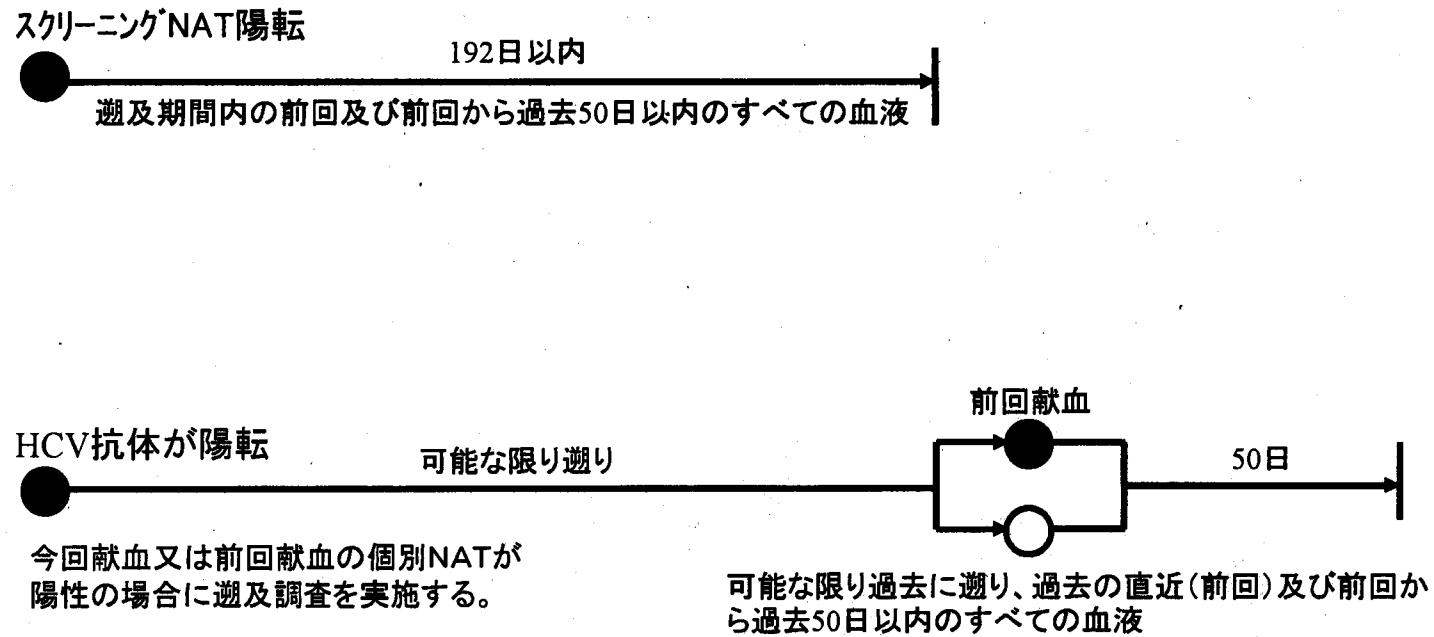 スクリーニングNAT陽転
192日以内
遡及期間内の前回及び前回から過去50日以内のすべての血液
前回献血
HCV抗体が陽転
可能な限り遡り
50日
今回献血又は前回献血の個別NATが
陽性の場合に遡及調査を実施する。
可能な限り過去に遡り、過去の直近(前回)及び前回か
ら過去50日以内のすべての血液